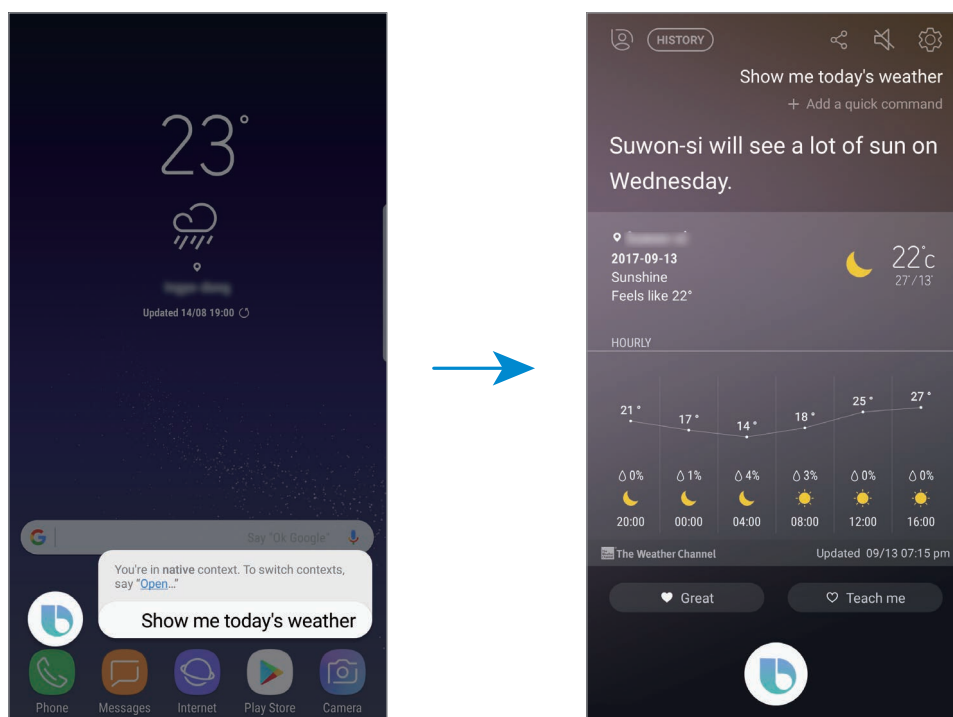 23°
Updated 14/08 19:00
Say "Ok Google"
You're in native context. To switch contexts,
say "Open…"
Show me today's weather
Phone Messages Internet Play Store Camera
HISTORY
Show me today's weather
+ Add a quick command
Suwon-si will see a lot of sun on
Wednesday.
2017-09-13
Sunshine
Feels like 22°
22°c
27°/13°
HOURLY
21° 17° 14° 18° 25° 27°
0% 1% 4% 3% 0% 0%
20:00 00:00 04:00 08:00 12:00 16:00
The Weather Channel Updated 09/13 07:15 pm
Great Teach me